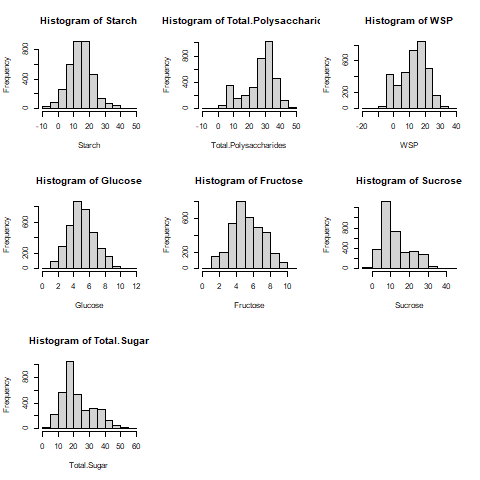 Histogram of Starch
Frequency
0
400
800
-10 0 10 20 30 40 50
Starch
Histogram of Total.Polysaccharid
Frequency
0
400
800
-10 0 10 20 30 40 50
Total.Polysaccharides
Histogram of WSP
Frequency
0
400
800
-20 0 10 20 30 40
WSP
Histogram of Glucose
Frequency
0
200
600
0 2 4 6 8 10 12
Glucose
Histogram of Fructose
Frequency
0
200
600
0 2 4 6 8 10
Fructose
Histogram of Sucrose
Frequency
0
400
1000
0 10 20 30 40
Sucrose
Histogram of Total.Sugar
Frequency
0
400
800
0 10 20 30 40 50 60
Total.Sugar